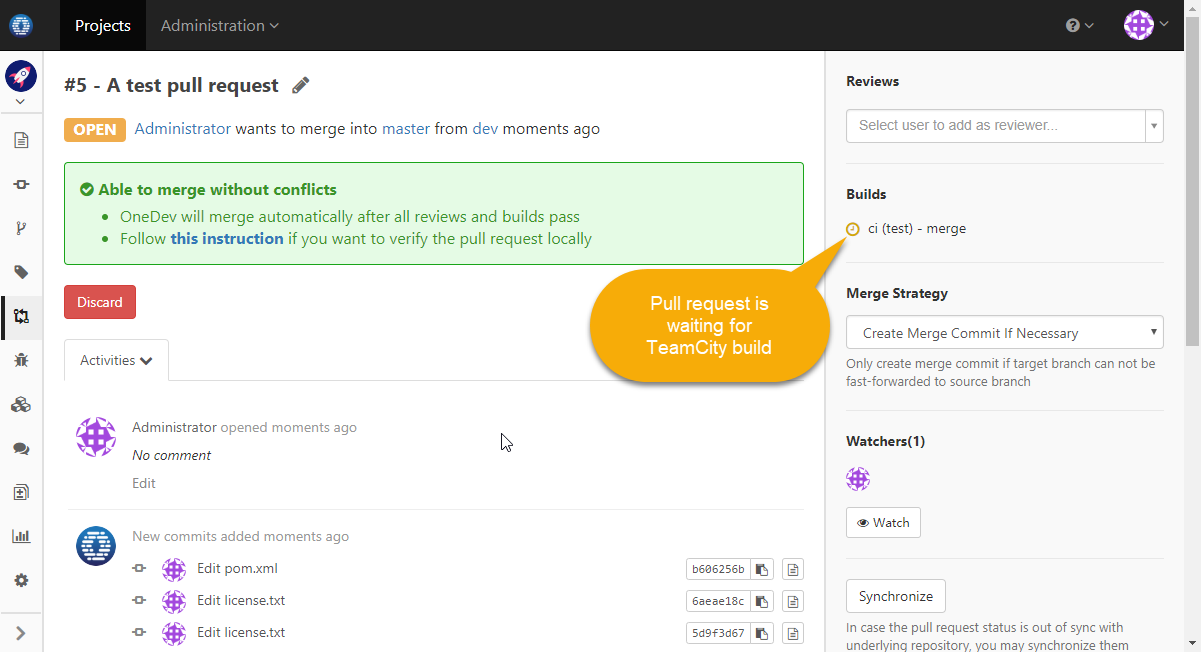 Projects
Administration
#5 - A test pull request
OPEN Administrator wants to merge into master from dev moments ago
Able to merge without conflicts
OneDev will merge automatically after all reviews and builds pass
Follow this instruction if you want to verify the pull request locally
Discard
Activities
Administrator opened moments ago
No comment
Edit
New commits added moments ago
Edit pom.xml b606256b
Edit license.txt 6aeae18c
Edit license.txt 5d9f3d67
Pull request is
waiting for
TeamCity build
Reviews
Select user to add as reviewer...
Builds
ci (test) - merge
Merge Strategy
Create Merge Commit If Necessary
Only create merge commit if target branch can not be
fast-forwarded to source branch
Watchers(1)
Watch
Synchronize
In case the pull request status is out of sync with
underlying repository, you may synchronize them